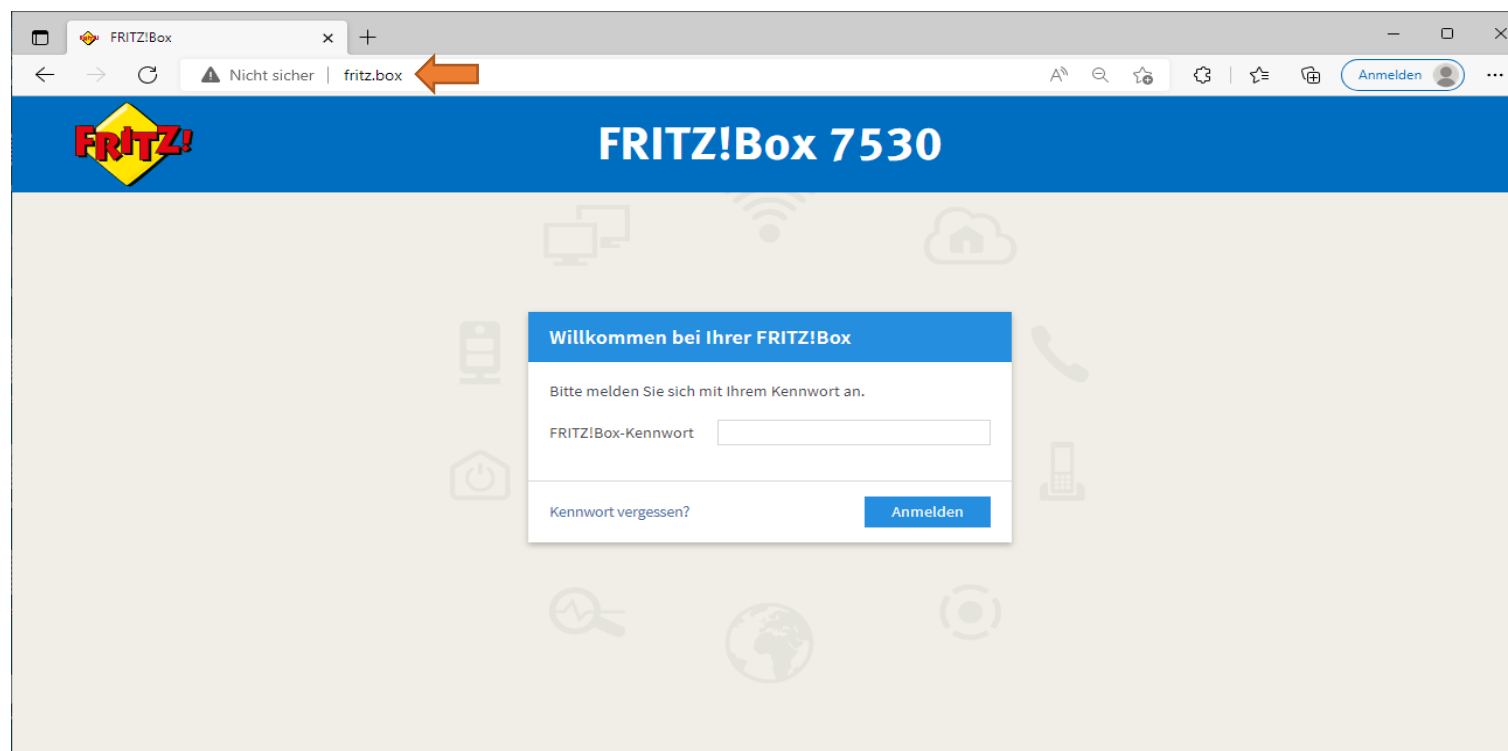 FRITZ!Box
Nicht sicher | fritz.box
Anmelden
FRITZ!
FRITZ!Box 7530
Willkommen bei Ihrer FRITZ!Box
Bitte melden Sie sich mit Ihrem Kennwort an.
FRITZ!Box-Kennwort
Kennwort vergessen?
Anmelden